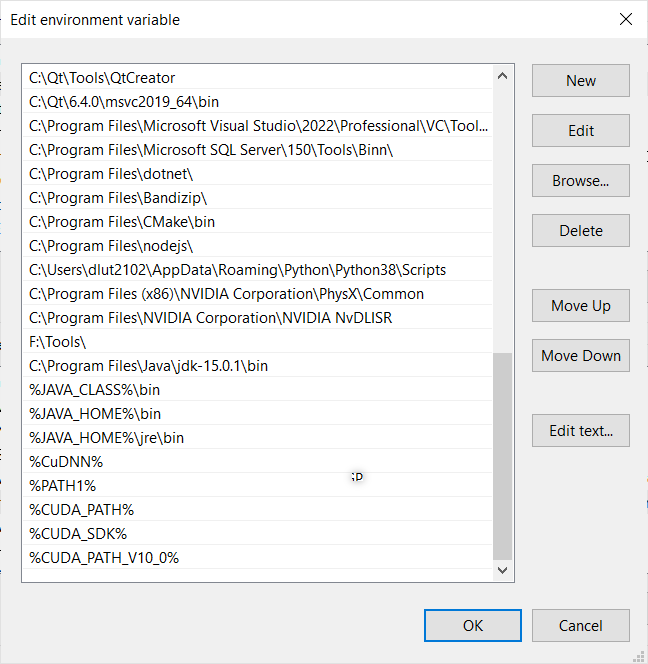 Edit environment variable
C:\Qt\Tools\QtCreator
C:\Qt\6.4.0\msvc2019_64\bin
C:\Program Files\Microsoft Visual Studio\2022\Professional\VC\Tool...
C:\Program Files\Microsoft SQL Server\150\Tools\Binn\
C:\Program Files\dotnet\
C:\Program Files\Bandizip\
C:\Program Files\CMake\bin
C:\Program Files\nodejs\
C:\Users\dlut2102\AppData\Roaming\Python\Python38\Scripts
C:\Program Files (x86)\NVIDIA Corporation\PhysX\Common
C:\Program Files\NVIDIA Corporation\NVIDIA NvDLISR
F:\Tools\
C:\Program Files\Java\jdk-15.0.1\bin
%JAVA_CLASS%\bin
%JAVA_HOME%\bin
%JAVA_HOME%\jre\bin
%CuDNN%
;p
%PATH1%
%CUDA_PATH%
%CUDA_SDK%
%CUDA_PATH_V10_0%
New
Edit
Browse...
Delete
Move Up
Move Down
Edit text...
OK
Cancel